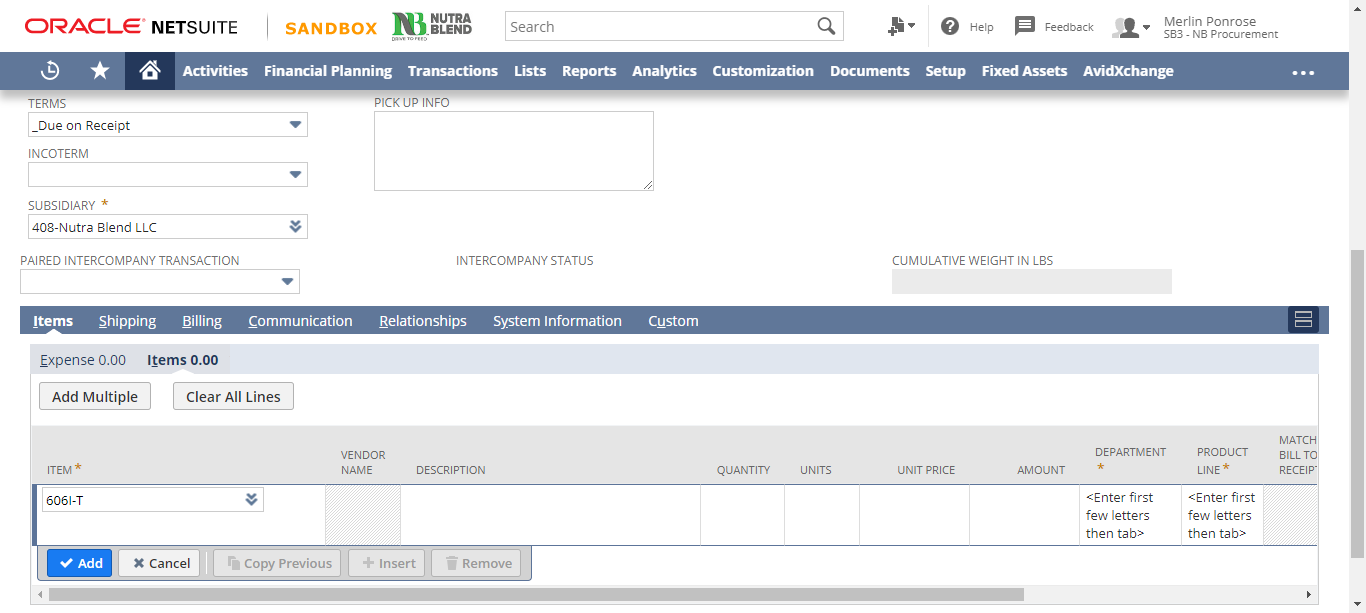 ORACLE NETSUITE
SANDBOX
NB NUTRA BLEND
DRIVE TO FEED
Search
Help
Feedback
Merlin Ponrose
SB3 - NB Procurement
Activities Financial Planning Transactions Lists Reports Analytics Customization Documents Setup Fixed Assets AvidXchange
TERMS
_Due on Receipt
PICK UP INFO
INCOTERM
SUBSIDIARY *
408-Nutra Blend LLC
PAIRED INTERCOMPANY TRANSACTION
INTERCOMPANY STATUS
CUMULATIVE WEIGHT IN LBS
Items Shipping Billing Communication Relationships System Information Custom
Expense 0.00 Items 0.00
Add Multiple Clear All Lines
ITEM *
VENDOR
NAME
DESCRIPTION
QUANTITY
UNITS
UNIT PRICE
AMOUNT
DEPARTMENT
*
PRODUCT
LINE *
MATCH
BILL TO
RECEIPT
606I-T
<Enter first
few letters
then tab>
<Enter first
few letters
then tab>
Add Cancel Copy Previous Insert Remove